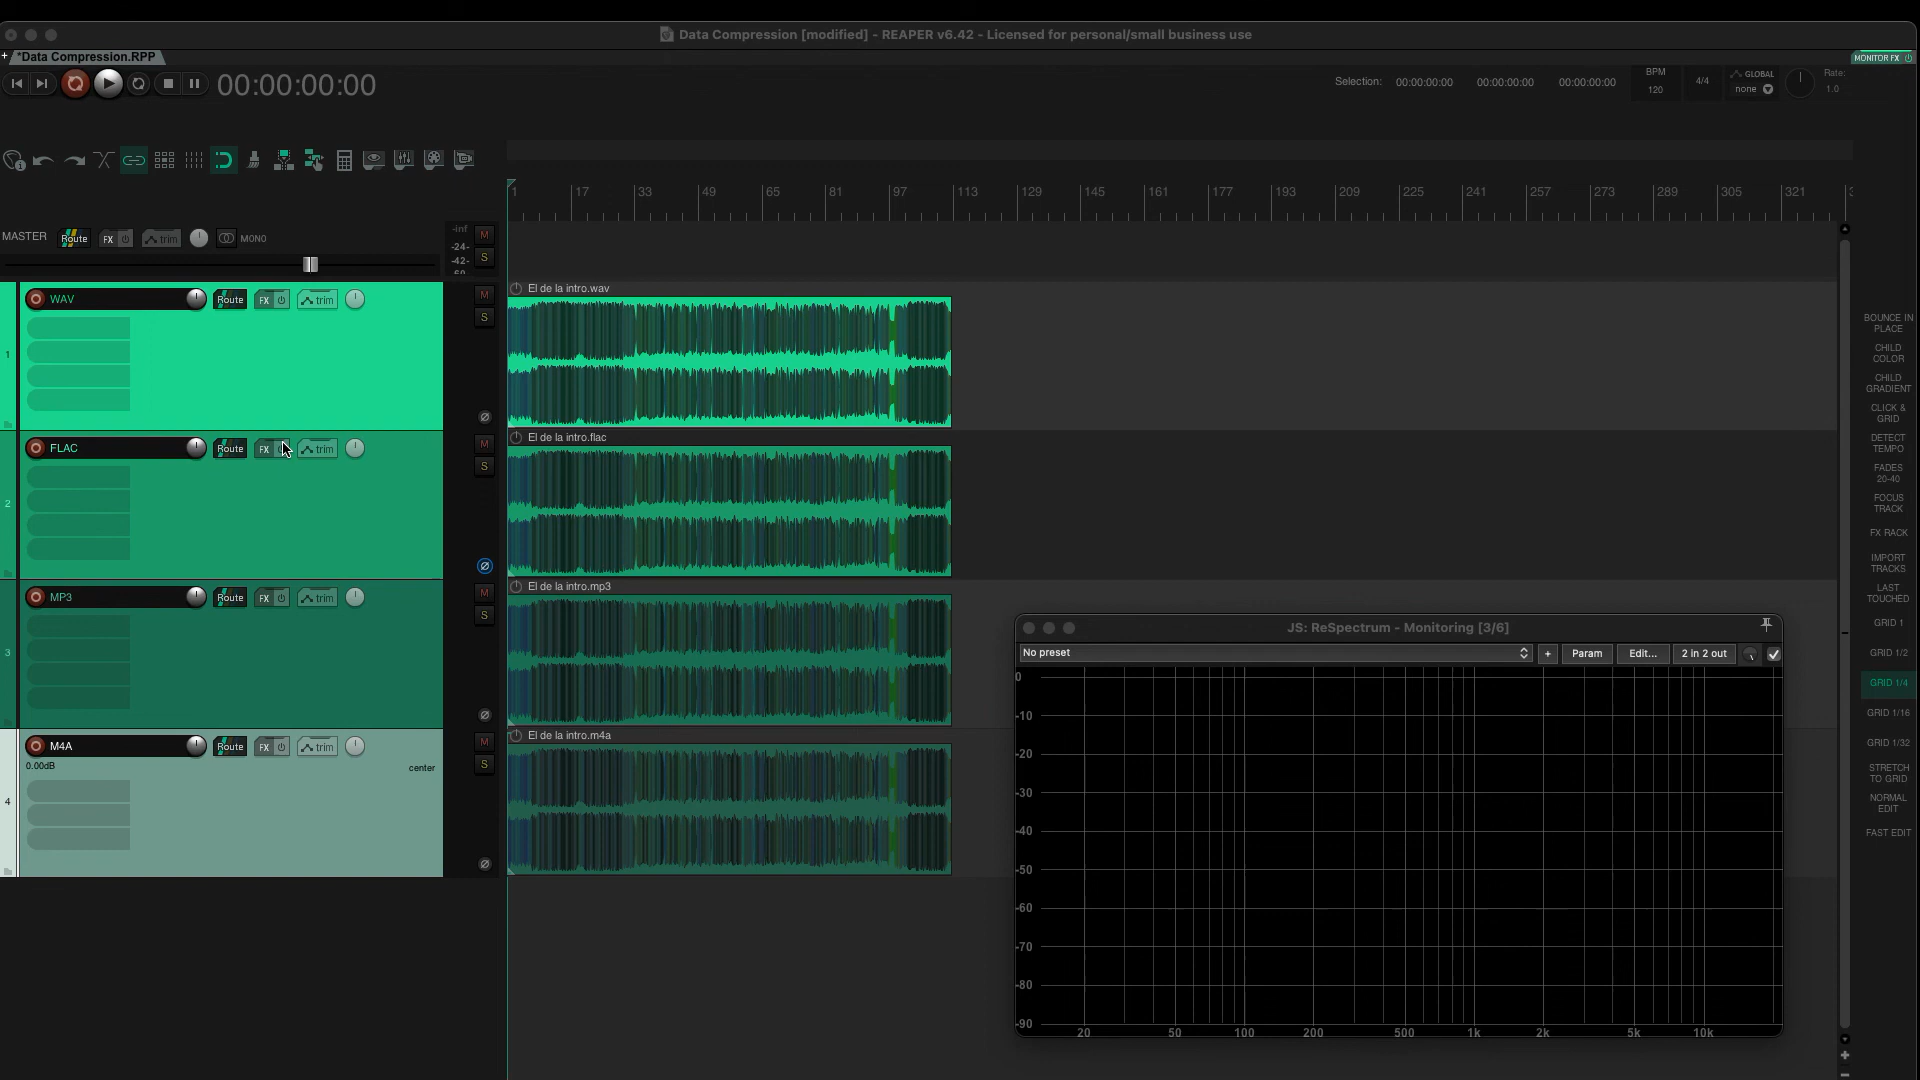 Data Compression [modified] - REAPER v6.42 - Licensed for personal/small business use
+ *Data Compression.RPP
MONITOR FX
00:00:00:00
Selection: 00:00:00:00 00:00:00:00 00:00:00:00
BPM
120
4/4
GLOBAL
none
Rate:
1.0
1 17 33 49 65 81 97 113 129 145 161 177 193 209 225 241 257 273 289 305 321
MASTER Route FX trim MONO
-inf
-24-
-42-
M
S
1
WAV Route FX trim
M
S
El de la intro.wav
2
FLAC Route FX trim
M
S
El de la intro.flac
3
MP3 Route FX trim
M
S
El de la intro.mp3
4
M4A Route FX trim
0.00dB center
M
S
El de la intro.m4a
JS: ReSpectrum - Monitoring [3/6]
No preset + Param Edit... 2 in 2 out
0
-10
-20
-30
-40
-50
-60
-70
-80
-90
20 50 100 200 500 1k 2k 5k 10k
BOUNCE IN
PLACE
CHILD
COLOR
CHILD
GRADIENT
CLICK &
GRID
DETECT
TEMPO
FADES
20-40
FOCUS
TRACK
FX RACK
IMPORT
TRACKS
LAST
TOUCHED
GRID 1
GRID 1/2
GRID 1/4
GRID 1/16
GRID 1/32
STRETCH
TO GRID
NORMAL
EDIT
FAST EDIT